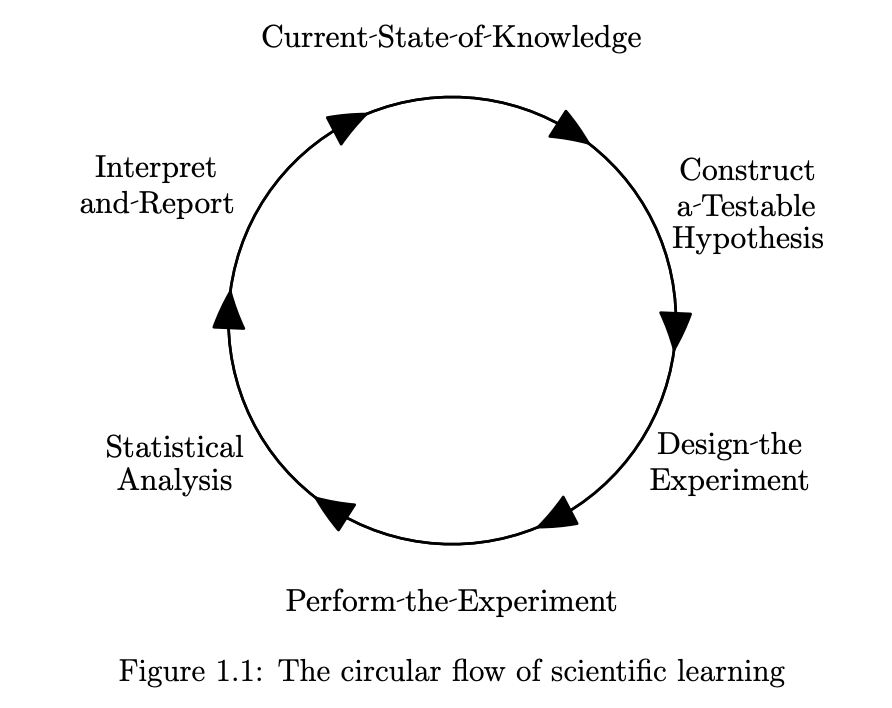 Current-State-of-Knowledge
Construct
a-Testable
Hypothesis
Design-the
Experiment
Perform-the-Experiment
Statistical
Analysis
Interpret
and-Report
Figure 1.1: The circular flow of scientific learning